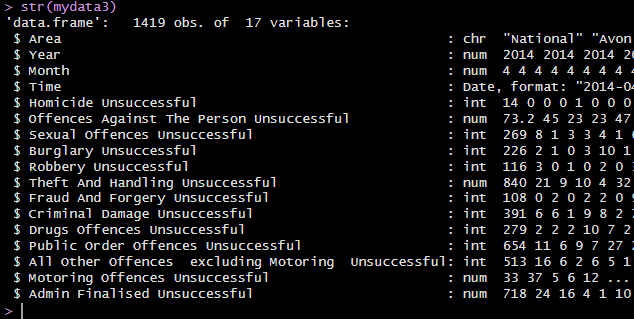 > str(mydata3)
'data.frame':	1419 obs. of  17 variables:
 $ Area                                              : chr  "National" "Avon
 $ Year                                              : num  2014 2014 2014 20
 $ Month                                             : num  4 4 4 4 4 4 4 4 4
 $ Time                                              : Date, format: "2014-04
 $ Homicide Unsuccessful                             : int  14 0 0 0 1 0 0 0
 $ Offences Against The Person Unsuccessful          : num  73.2 45 23 23 47
 $ Sexual Offences Unsuccessful                      : int  269 8 1 3 3 4 1
 $ Burglary Unsuccessful                             : int  226 2 1 0 3 10 1
 $ Robbery Unsuccessful                              : int  116 3 0 1 0 2 0
 $ Theft And Handling Unsuccessful                   : num  840 21 9 10 4 32
 $ Fraud And Forgery Unsuccessful                    : int  108 0 2 0 2 2 0
 $ Criminal Damage Unsuccessful                      : int  391 6 6 1 9 8 2
 $ Drugs Offences Unsuccessful                       : int  279 2 2 2 10 7 2
 $ Public Order Offences Unsuccessful                : int  654 11 6 9 7 27
 $ All Other Offences  excluding Motoring  Unsuccessful: int  513 16 6 2 6 5 1
 $ Motoring Offences Unsuccessful                    : num  33 37 5 6 12 ...
 $ Admin Finalised Unsuccessful                      : num  718 24 16 4 1 10
>